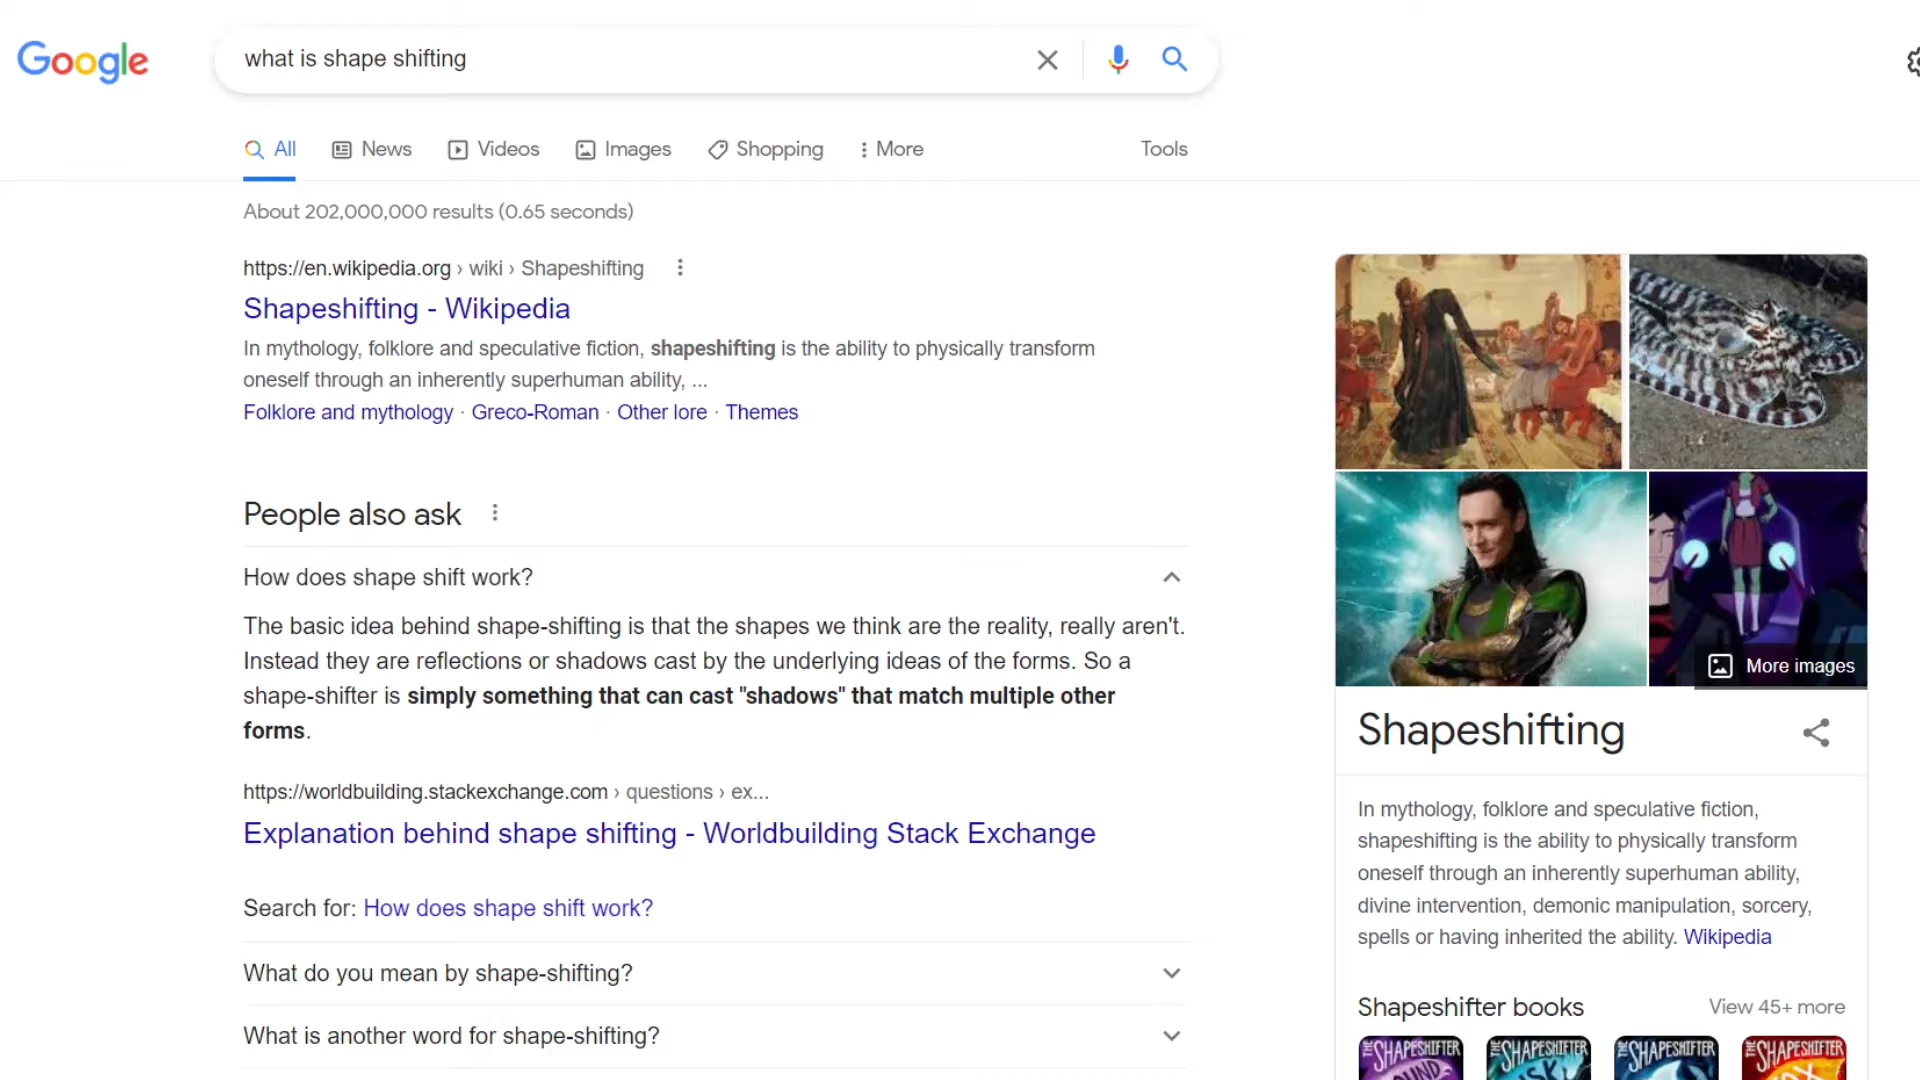 Google
what is shape shifting
All
News
Videos
Images
Shopping
More
Tools
About 202,000,000 results (0.65 seconds)
https://en.wikipedia.org › wiki › Shapeshifting
Shapeshifting - Wikipedia
In mythology, folklore and speculative fiction, shapeshifting is the ability to physically transform
oneself through an inherently superhuman ability, ...
Folklore and mythology · Greco-Roman · Other lore · Themes
People also ask
How does shape shift work?
The basic idea behind shape-shifting is that the shapes we think are the reality, really aren't.
Instead they are reflections or shadows cast by the underlying ideas of the forms. So a
shape-shifter is simply something that can cast "shadows" that match multiple other
forms.
https://worldbuilding.stackexchange.com › questions › ex...
Explanation behind shape shifting - Worldbuilding Stack Exchange
Search for: How does shape shift work?
What do you mean by shape-shifting?
What is another word for shape-shifting?
More images
Shapeshifting
In mythology, folklore and speculative fiction,
shapeshifting is the ability to physically transform
oneself through an inherently superhuman ability,
divine intervention, demonic manipulation, sorcery,
spells or having inherited the ability. Wikipedia
Shapeshifter books
View 45+ more
THE SHAPESHIFTER
THE SHAPESHIFTER
THE SHAPESHIFTER
THE SHAPESHIFTER